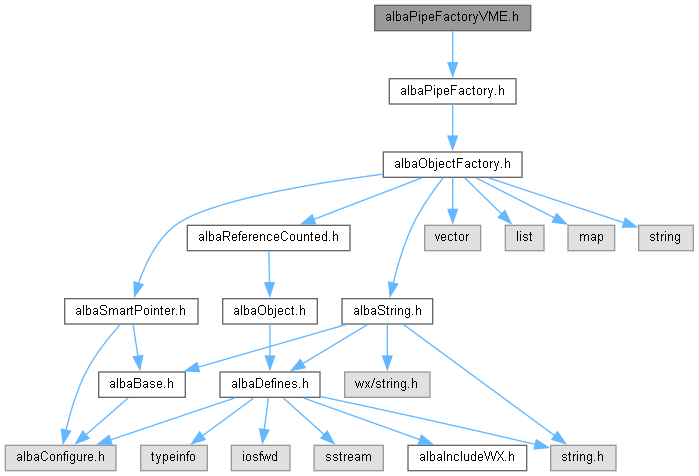 albaPipeFactoryVME.h
albaPipeFactory.h
albaObjectFactory.h
albaReferenceCounted.h
vector
list
map
string
albaSmartPointer.h
albaObject.h
albaString.h
albaBase.h
albaDefines.h
wx/string.h
albaConfigure.h
typeinfo
iosfwd
sstream
albaIncludeWX.h
string.h